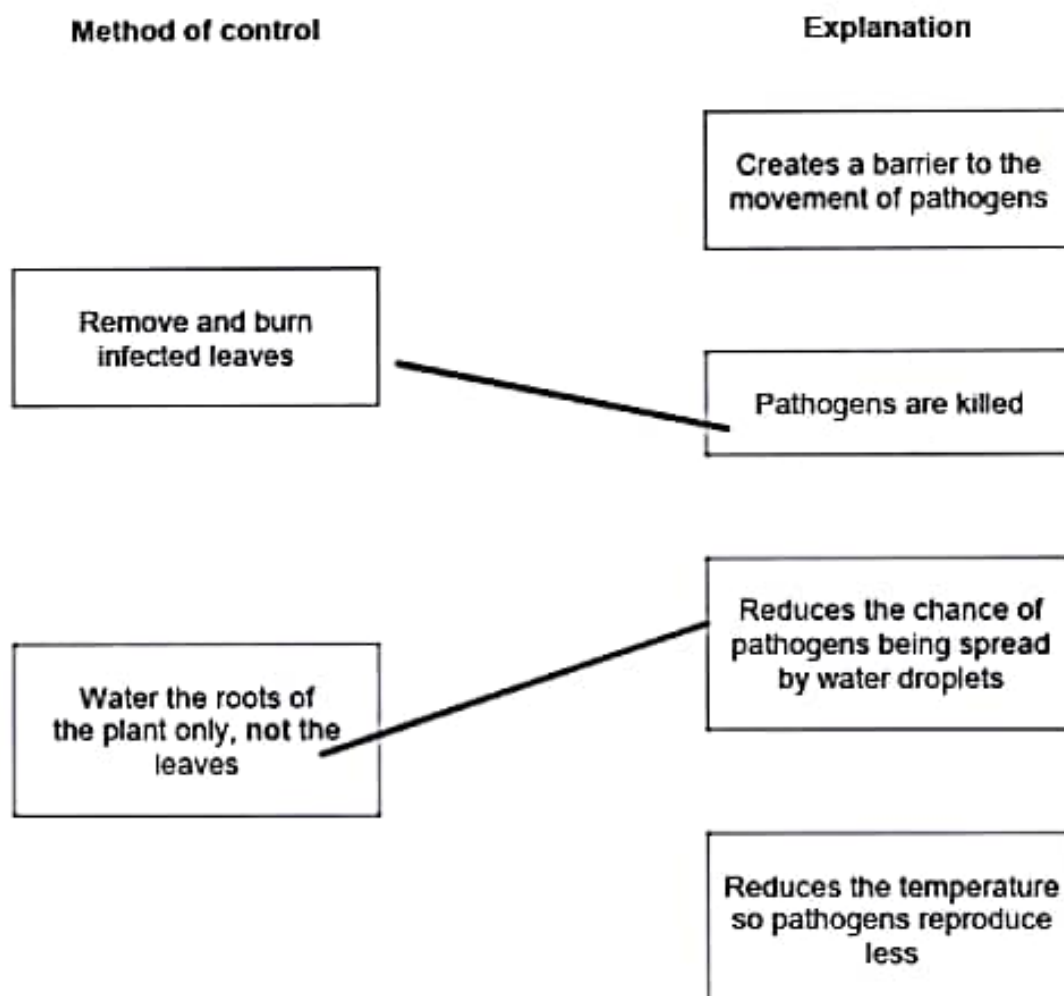 Method of control
Explanation
Creates a barrier to the
movement of pathogens
Remove and burn
infected leaves
Pathogens are killed
Reduces the chance of
pathogens being spread
by water droplets
Water the roots of
the plant only, not the
leaves
Reduces the temperature
so pathogens reproduce
less